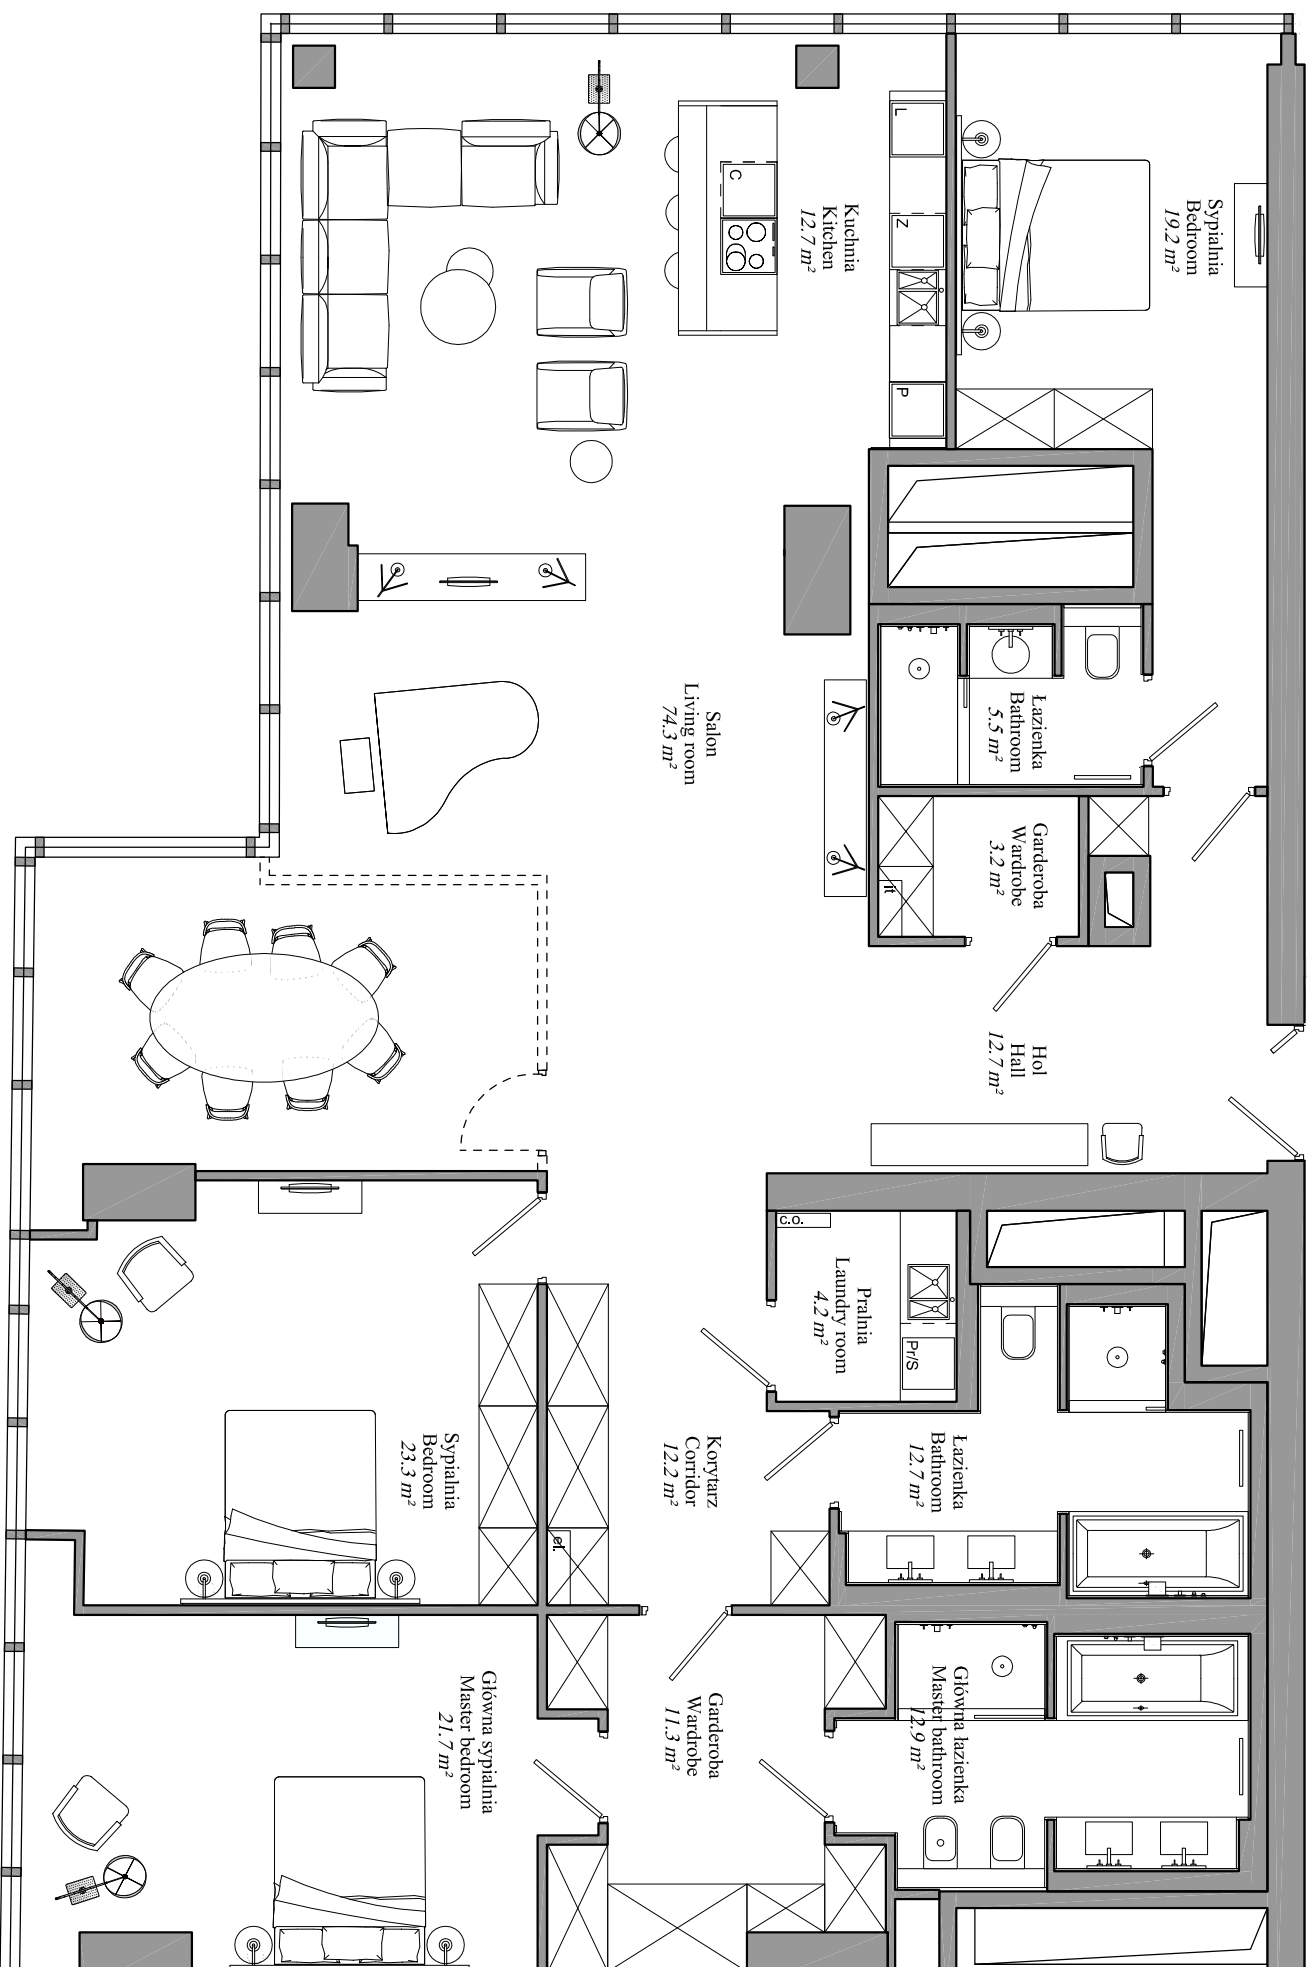 L
C
Z
P
Kuchnia
Kitchen
12.7 m²
Sypialnia
Bedroom
19.2 m²
Salon
Living room
74.3 m²
Łazienka
Bathroom
5.5 m²
Garderoba
Wardrobe
3.2 m²
it
Hol
Hall
12.7 m²
c.o.
Pralnia
Laundry room
4.2 m²
Pr/S
Sypialnia
Bedroom
23.3 m²
el.
Korytarz
Corridor
12.2 m²
Łazienka
Bathroom
12.7 m²
Główna sypialnia
Master bedroom
21.7 m²
Garderoba
Wardrobe
11.3 m²
Główna łazienka
Master bathroom
12.9 m²